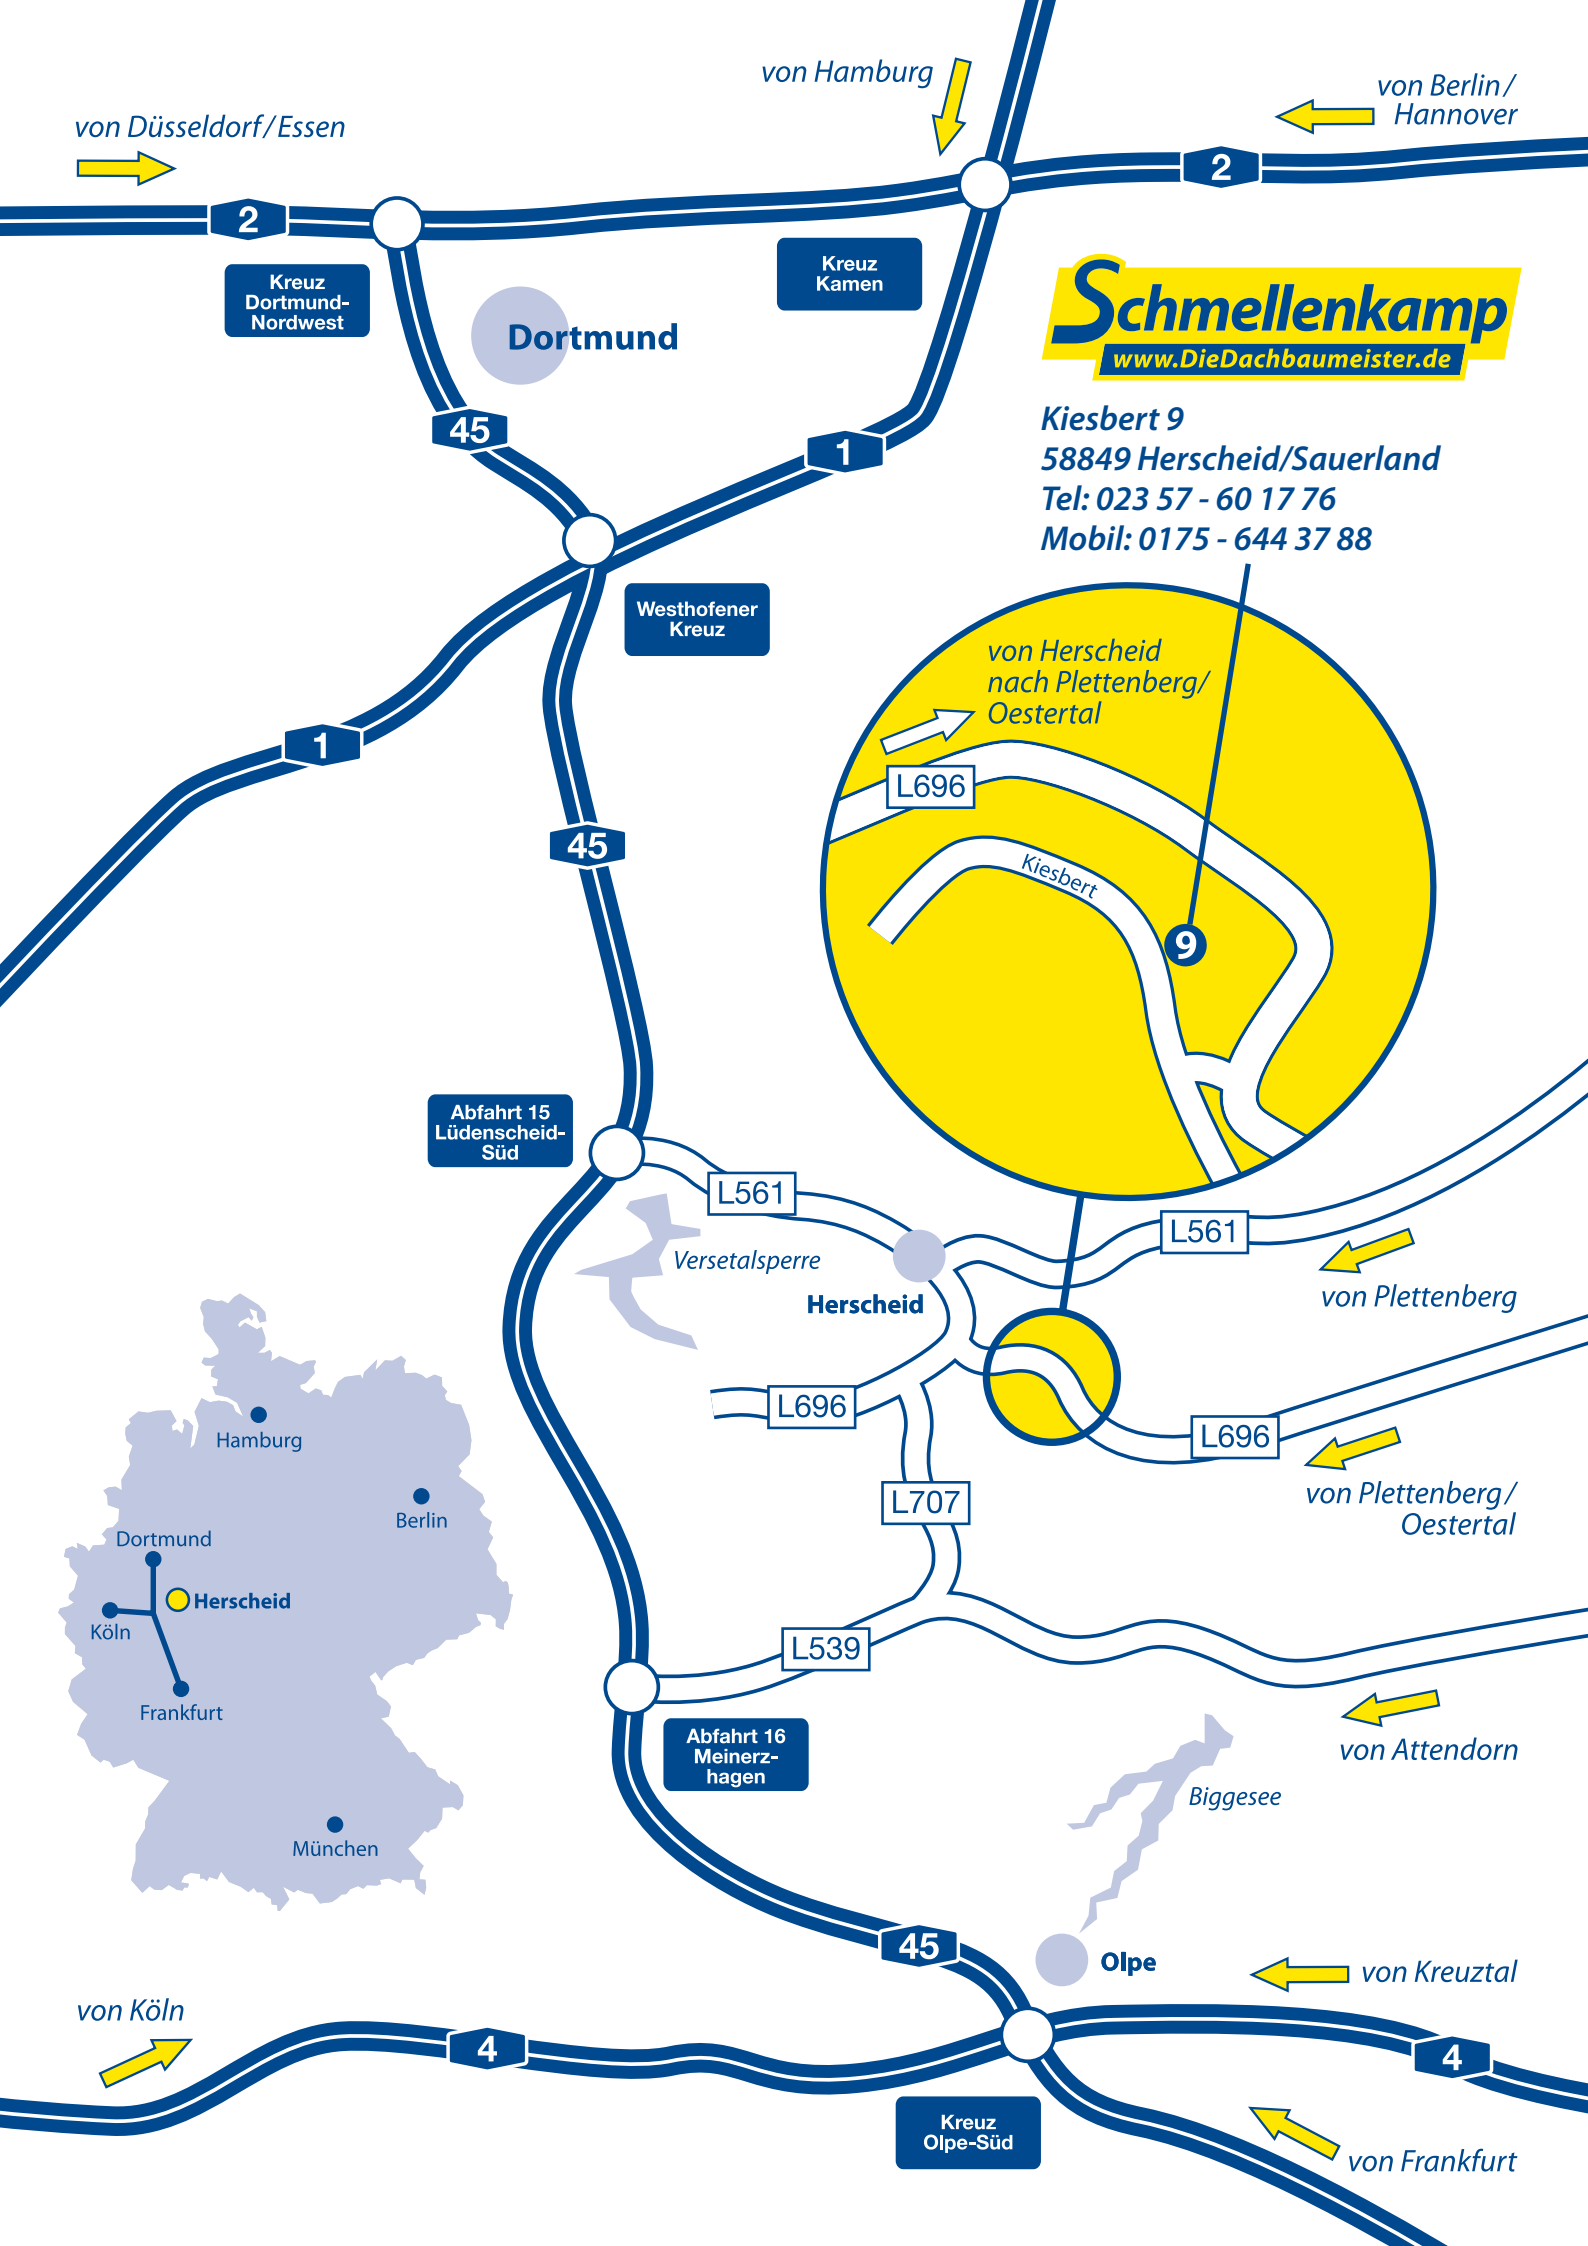 von Hamburg
von Berlin/
Hannover
von Düsseldorf/Essen
2
2
Kreuz
Dortmund-
Nordwest
Kreuz
Kamen
Dortmund
Schmellenkamp
www.DieDachbaumeister.de
Kiesbert 9
58849 Herscheid/Sauerland
Tel: 023 57 - 60 17 76
Mobil: 0175 - 644 37 88
45
1
Westhofener
Kreuz
von Herscheid
nach Plettenberg/
Oestertal
1
L696
45
Kiesbert
9
Abfahrt 15
Lüdenscheid-
Süd
L561
L561
Versetalsperre
Herscheid
von Plettenberg
L696
L696
von Plettenberg/
Oestertal
L707
Hamburg
Berlin
Dortmund
Herscheid
Köln
Frankfurt
München
L539
Abfahrt 16
Meinerz-
hagen
von Attendorn
Biggesee
45
Olpe
von Kreuztal
von Köln
4
4
Kreuz
Olpe-Süd
von Frankfurt